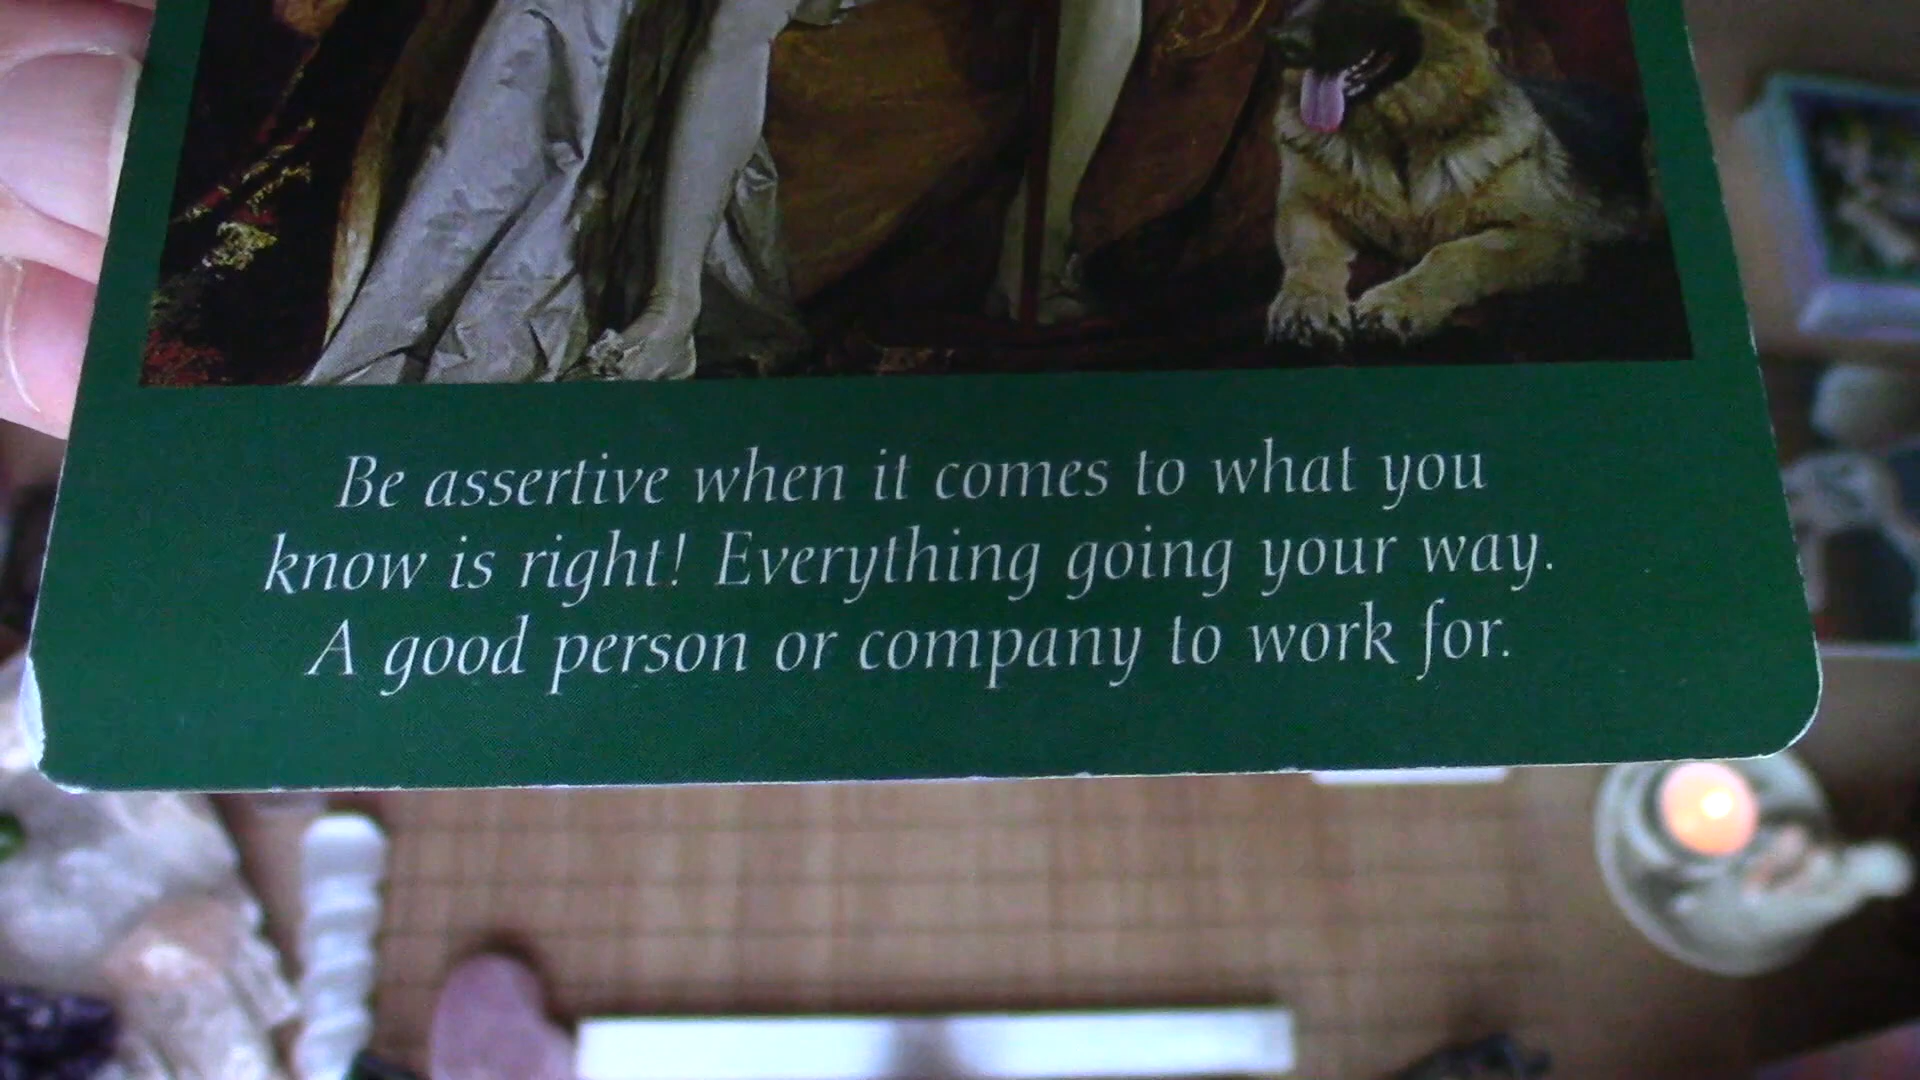 Be assertive when it comes to what you
know is right! Everything going your way.
A good person or company to work for.